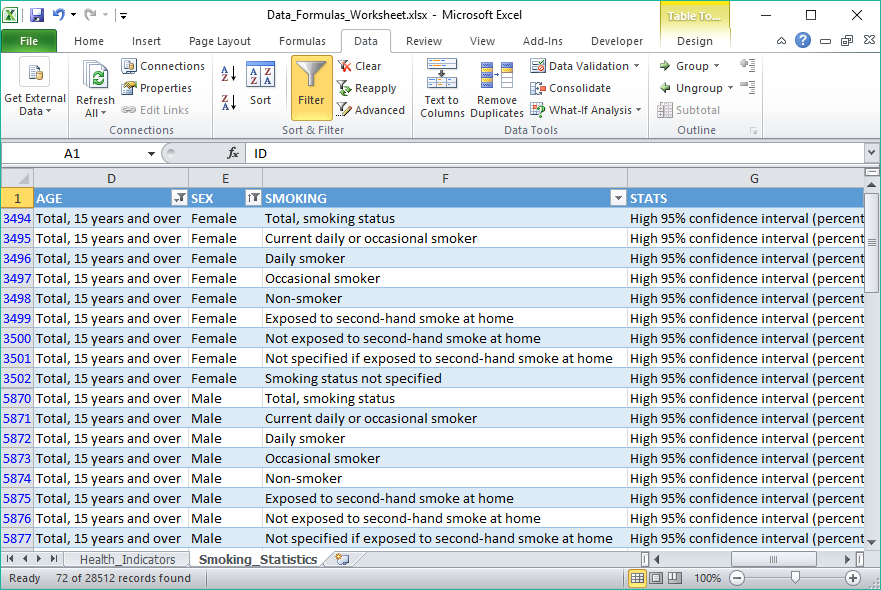 Data_Formulas_Worksheet.xlsx - Microsoft Excel
Table To...
File Home Insert Page Layout Formulas Data Review View Add-Ins Developer Design
Get External
Data
Refresh
All
Connections
Properties
Edit Links
Connections
Sort
Filter
Clear
Reapply
Advanced
Sort & Filter
Text to
Columns
Remove
Duplicates
Data Validation
Consolidate
What-If Analysis
Data Tools
Group
Ungroup
Subtotal
Outline
A1 fx ID
D E F G
1 AGE SEX SMOKING STATS
3494 Total, 15 years and over Female Total, smoking status High 95% confidence interval (percent
3495 Total, 15 years and over Female Current daily or occasional smoker High 95% confidence interval (percent
3496 Total, 15 years and over Female Daily smoker High 95% confidence interval (percent
3497 Total, 15 years and over Female Occasional smoker High 95% confidence interval (percent
3498 Total, 15 years and over Female Non-smoker High 95% confidence interval (percent
3499 Total, 15 years and over Female Exposed to second-hand smoke at home High 95% confidence interval (percent
3500 Total, 15 years and over Female Not exposed to second-hand smoke at home High 95% confidence interval (percent
3501 Total, 15 years and over Female Not specified if exposed to second-hand smoke at home High 95% confidence interval (percent
3502 Total, 15 years and over Female Smoking status not specified High 95% confidence interval (percent
5870 Total, 15 years and over Male Total, smoking status High 95% confidence interval (percent
5871 Total, 15 years and over Male Current daily or occasional smoker High 95% confidence interval (percent
5872 Total, 15 years and over Male Daily smoker High 95% confidence interval (percent
5873 Total, 15 years and over Male Occasional smoker High 95% confidence interval (percent
5874 Total, 15 years and over Male Non-smoker High 95% confidence interval (percent
5875 Total, 15 years and over Male Exposed to second-hand smoke at home High 95% confidence interval (percent
5876 Total, 15 years and over Male Not exposed to second-hand smoke at home High 95% confidence interval (percent
5877 Total, 15 years and over Male Not specified if exposed to second-hand smoke at home High 95% confidence interval (percent
Health_Indicators Smoking_Statistics
Ready 72 of 28512 records found 100%